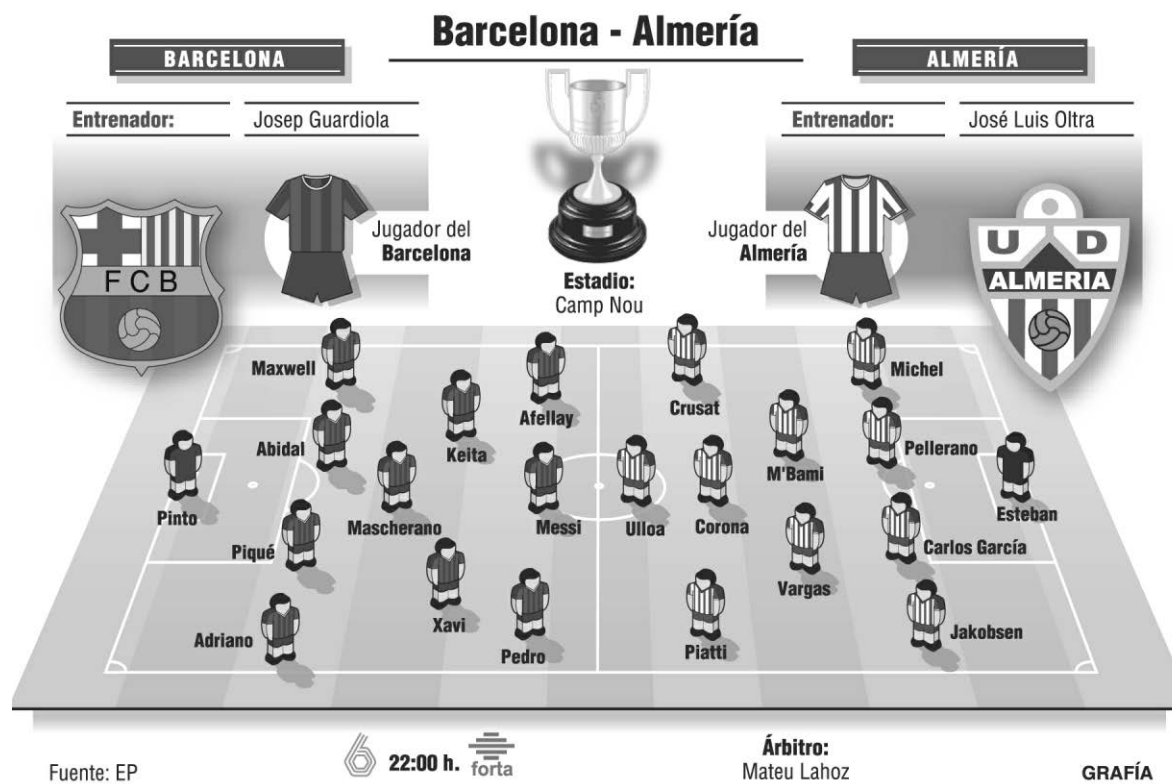 Barcelona - Almería
BARCELONA
ALMERÍA
Entrenador:
Josep Guardiola
Entrenador:
José Luis Oltra
Jugador del
Barcelona
Jugador del
Almería
F C B
U D
ALMERIA
Estadio:
Camp Nou
Maxwell
Afellay
Crusat
Michel
Abidal
Keita
M'Bami
Pellerano
Pinto
Mascherano
Messi
Ulloa
Corona
Esteban
Piqué
Carlos García
Vargas
Adriano
Xavi
Pedro
Piatti
Jakobsen
Fuente: EP
6
22:00 h.
forta
Árbitro:
Mateu Lahoz
GRAFÍA